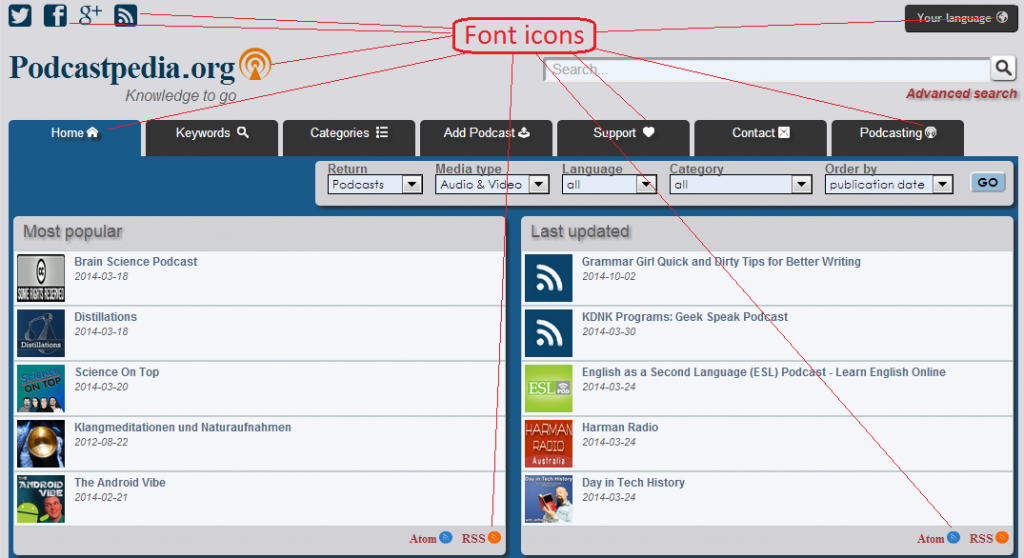 Font icons
Your language
Podcastpedia.org
Knowledge to go
Search...
Advanced search
Home
Keywords
Categories
Add Podcast
Support
Contact
Podcasting
Return
Media type
Language
Category
Order by
Podcasts
Audio & Video
all
all
publication date
GO
Most popular
Brain Science Podcast
2014-03-18
SOME RIGHTS RESERVED
Distillations
2014-03-18
Distillations
Science On Top
2014-03-20
Science
ON TOP
Klangmeditationen und Naturaufnahmen
2012-08-22
The Android Vibe
2014-02-21
THE
ANDROID
VIBE
Atom
RSS
Last updated
Grammar Girl Quick and Dirty Tips for Better Writing
2014-10-02
KDNK Programs: Geek Speak Podcast
2014-03-30
English as a Second Language (ESL) Podcast - Learn English Online
2014-03-24
ESL POD
Harman Radio
2014-03-24
HARMAN
RADIO
Australia
Day in Tech History
2014-03-24
Day in Tech History
Atom
RSS